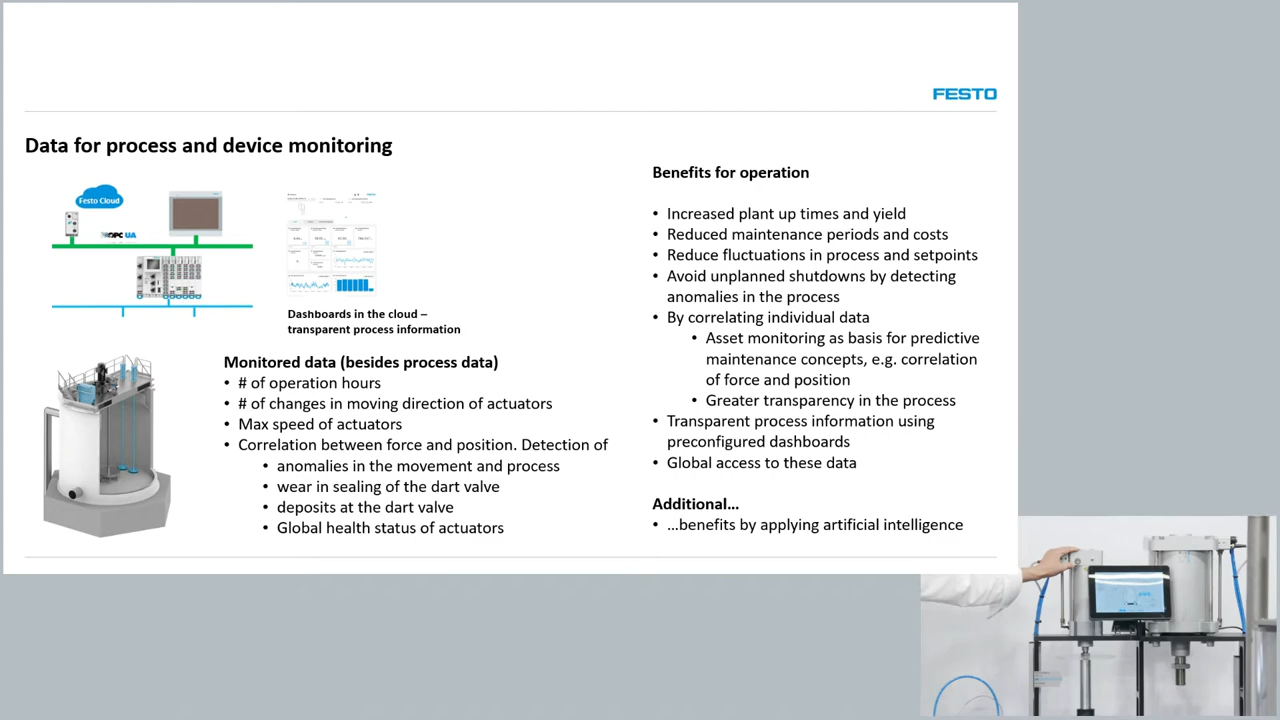 FESTO
Data for process and device monitoring
Festo Cloud
OPC UA
Dashboards in the cloud –
transparent process information
Monitored data (besides process data)
• # of operation hours
• # of changes in moving direction of actuators
• Max speed of actuators
• Correlation between force and position. Detection of
• anomalies in the movement and process
• wear in sealing of the dart valve
• deposits at the dart valve
• Global health status of actuators
Benefits for operation
• Increased plant up times and yield
• Reduced maintenance periods and costs
• Reduce fluctuations in process and setpoints
• Avoid unplanned shutdowns by detecting
anomalies in the process
• By correlating individual data
• Asset monitoring as basis for predictive
maintenance concepts, e.g. correlation
of force and position
• Greater transparency in the process
• Transparent process information using
preconfigured dashboards
• Global access to these data
Additional...
• ...benefits by applying artificial intelligence